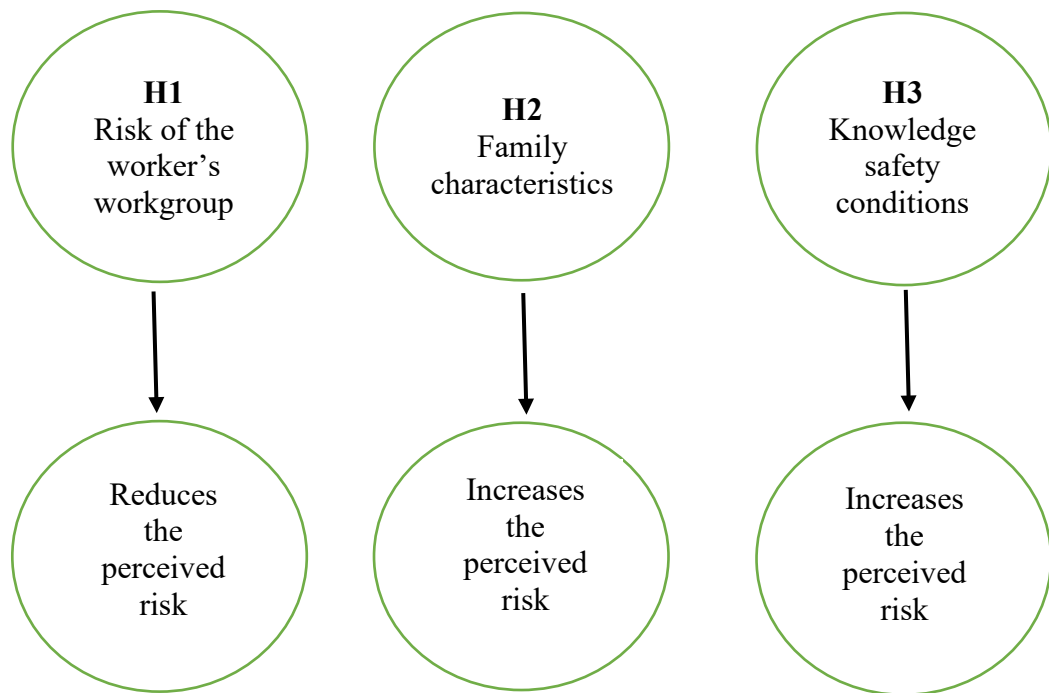 H1
Risk of the
worker’s
workgroup
H2
Family
characteristics
H3
Knowledge
safety
conditions
Reduces
the
perceived
risk
Increases
the
perceived
risk
Increases
the
perceived
risk